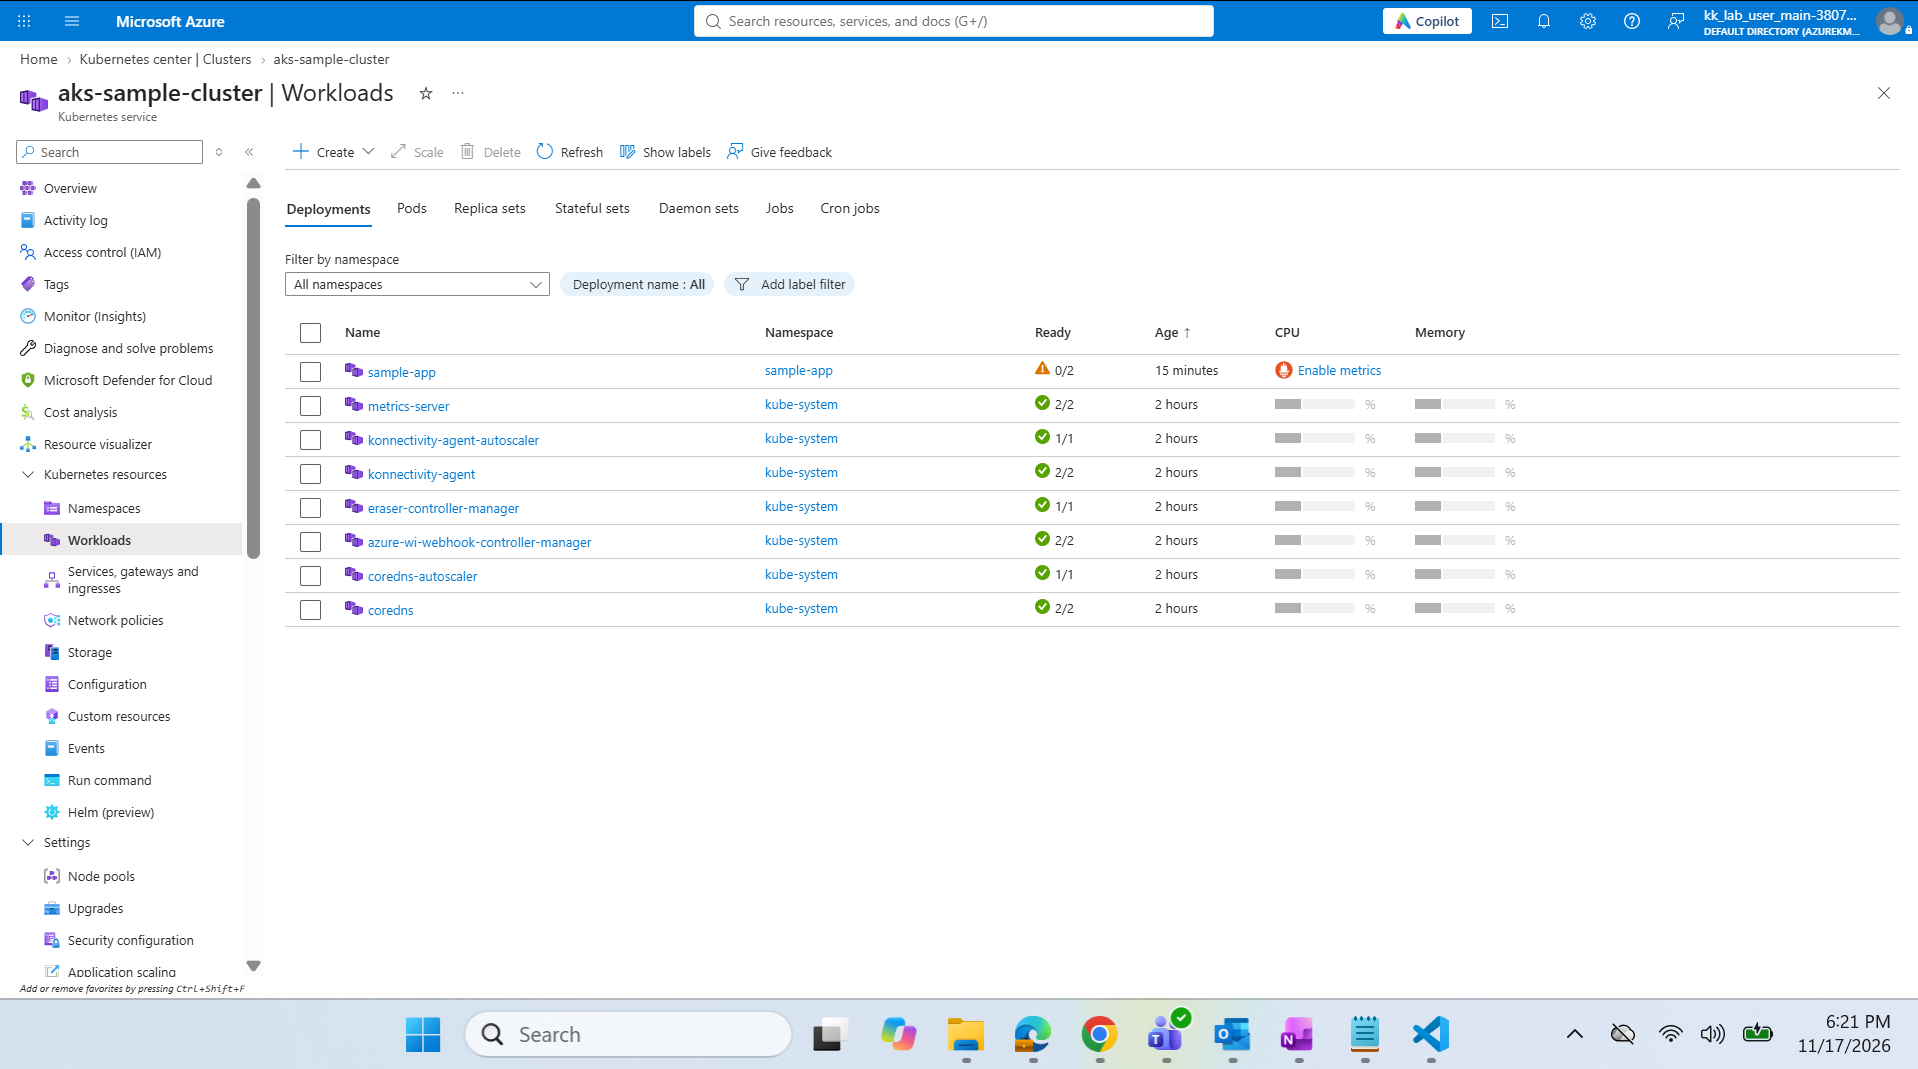 Microsoft Azure
Search resources, services, and docs (G+/)
Copilot
kk_lab_user_main-3807...
DEFAULT DIRECTORY (AZUREKM...
Home > Kubernetes center | Clusters > aks-sample-cluster
aks-sample-cluster | Workloads
Kubernetes service
Search
Overview
Activity log
Access control (IAM)
Tags
Monitor (Insights)
Diagnose and solve problems
Microsoft Defender for Cloud
Cost analysis
Resource visualizer
Kubernetes resources
Namespaces
Workloads
Services, gateways and
ingresses
Network policies
Storage
Configuration
Custom resources
Events
Run command
Helm (preview)
Settings
Node pools
Upgrades
Security configuration
Application scaling
Add or remove favorites by pressing Ctrl+Shift+F
Create Scale Delete Refresh Show labels Give feedback
Deployments Pods Replica sets Stateful sets Daemon sets Jobs Cron jobs
Filter by namespace
All namespaces Deployment name : All Add label filter
Name Namespace Ready Age ↑ CPU Memory
sample-app sample-app 0/2 15 minutes Enable metrics
metrics-server kube-system 2/2 2 hours % %
konnectivity-agent-autoscaler kube-system 1/1 2 hours % %
konnectivity-agent kube-system 2/2 2 hours % %
eraser-controller-manager kube-system 1/1 2 hours % %
azure-wi-webhook-controller-manager kube-system 2/2 2 hours % %
coredns-autoscaler kube-system 1/1 2 hours % %
coredns kube-system 2/2 2 hours % %
Search
6:21 PM
11/17/2026